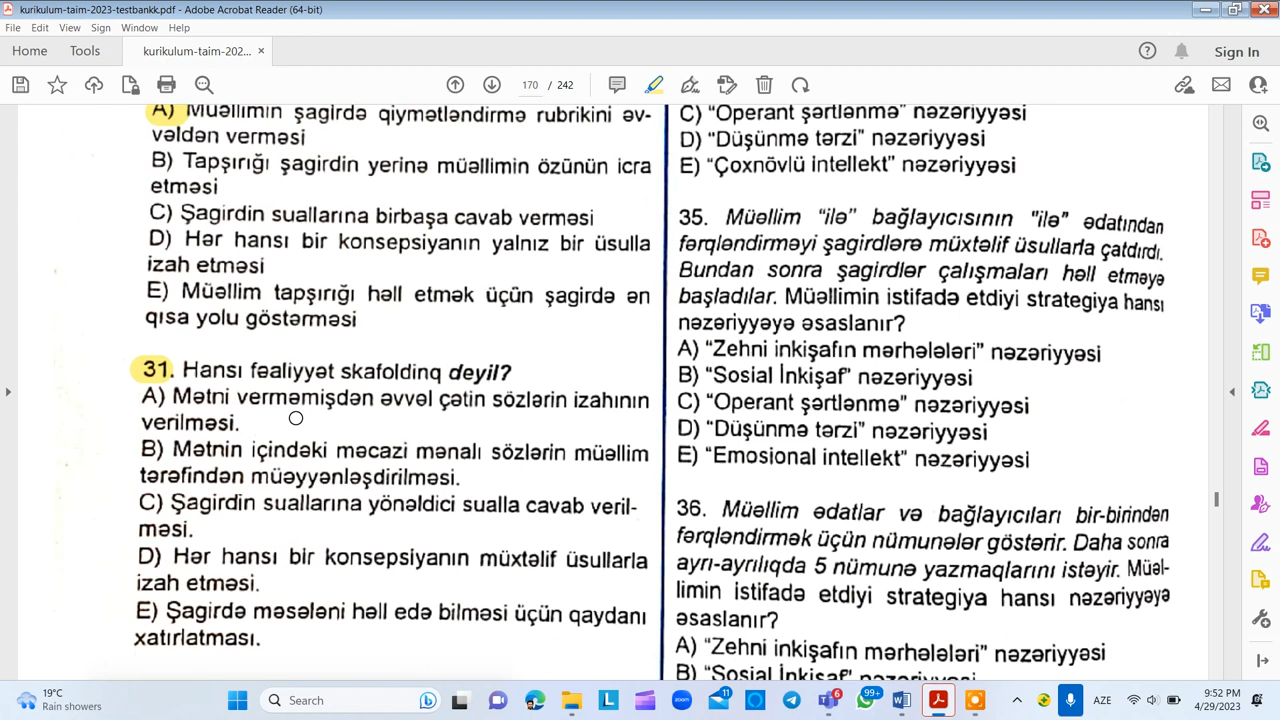 kurikulum-taim-2023-testbankk.pdf - Adobe Acrobat Reader (64-bit)
File Edit View Sign Window Help
Home Tools kurikulum-taim-202... × Sign In
170 / 242
A) Müəllimin şagirdə qiymətləndirmə rubrikini əv-
vəldən verməsi
B) Tapşırığı şagirdin yerinə müəllimin özünün icra
etməsi
C) Şagirdin suallarına birbaşa cavab verməsi
D) Hər hansı bir konsepsiyanın yalnız bir üsulla
izah etməsi
E) Müəllim tapşırığı həll etmək üçün şagirdə ən
qısa yolu göstərməsi
31. Hansı fəaliyyət skafoldinq deyil?
A) Mətni verməmişdən əvvəl çətin sözlərin izahının
verilməsi.
B) Mətnin içindəki məcazi mənalı sözlərin müəllim
tərəfindən müəyyənləşdirilməsi.
C) Şagirdin suallarına yönəldici sualla cavab veril-
məsi.
D) Hər hansı bir konsepsiyanın müxtəlif üsullarla
izah etməsi.
E) Şagirdə məsələni həll edə bilməsi üçün qaydanı
xatırlatması.
C) "Operant şərtlənmə" nəzəriyyəsi
D) "Düşünmə tərzi" nəzəriyyəsi
E) "Çoxnövlü intellekt" nəzəriyyəsi
35. Müəllim "ilə" bağlayıcısının "ilə" ədatından
fərqləndirməyi şagirdlərə müxtəlif üsullarla çatdırdı.
Bundan sonra şagirdlər çalışmaları həll etməyə
başladılar. Müəllimin istifadə etdiyi strategiya hansı
nəzəriyyəyə əsaslanır?
A) "Zehni inkişafın mərhələləri" nəzəriyyəsi
B) "Sosial İnkişaf" nəzəriyyəsi
C) "Operant şərtlənmə" nəzəriyyəsi
D) "Düşünmə tərzi" nəzəriyyəsi
E) "Emosional intellekt" nəzəriyyəsi
36. Müəllim ədatlar və bağlayıcıları bir-birindən
fərqləndirmək üçün nümunələr göstərir. Daha sonra
ayrı-ayrılıqda 5 nümunə yazmaqlarını istəyir. Müəl-
limin istifadə etdiyi strategiya hansı nəzəriyyəyə
əsaslanır?
A) "Zehni inkişafın mərhələləri" nəzəriyyəsi
B) "Sosial İnkişaf" nəzəriyyəsi
19°C
Rain showers
Search
11 6 99+
AZE
9:52 PM
4/29/2023